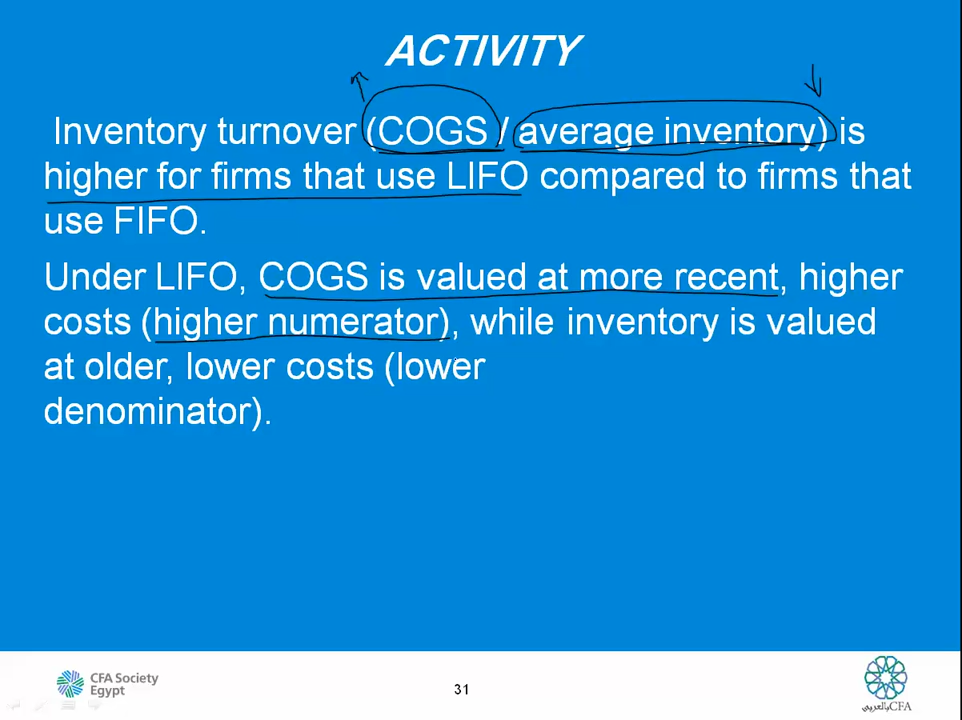 ACTIVITY
Inventory turnover (COGS / average inventory) is
higher for firms that use LIFO compared to firms that
use FIFO.
Under LIFO, COGS is valued at more recent, higher
costs (higher numerator), while inventory is valued
at older, lower costs (lower
denominator).
CFA Society
Egypt
31
CFAبالعربي